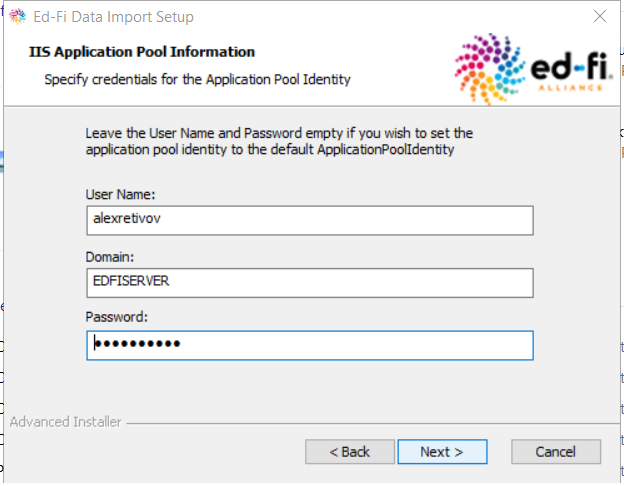 Ed-Fi Data Import Setup
IIS Application Pool Information
Specify credentials for the Application Pool Identity
ed-fi.
ALLIANCE
Leave the User Name and Password empty if you wish to set the
application pool identity to the default ApplicationPoolIdentity
User Name:
alexretivov
Domain:
EDFISERVER
Password:
••••••••••
Advanced Installer
< Back
Next >
Cancel